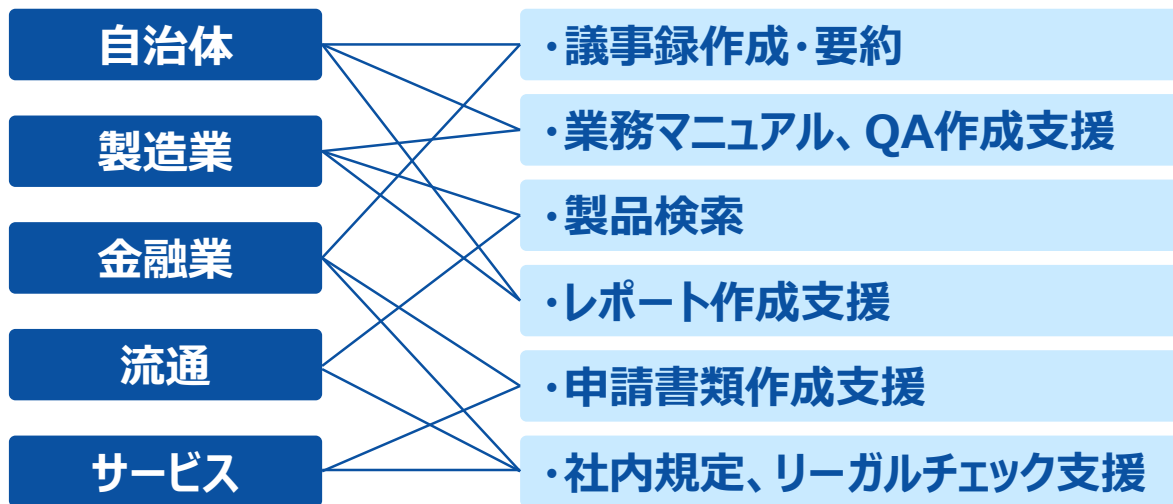 自治体
製造業
金融業
流通
サービス
・議事録作成・要約
・業務マニュアル、QA作成支援
・製品検索
・レポート作成支援
・申請書類作成支援
・社内規定、リーガルチェック支援